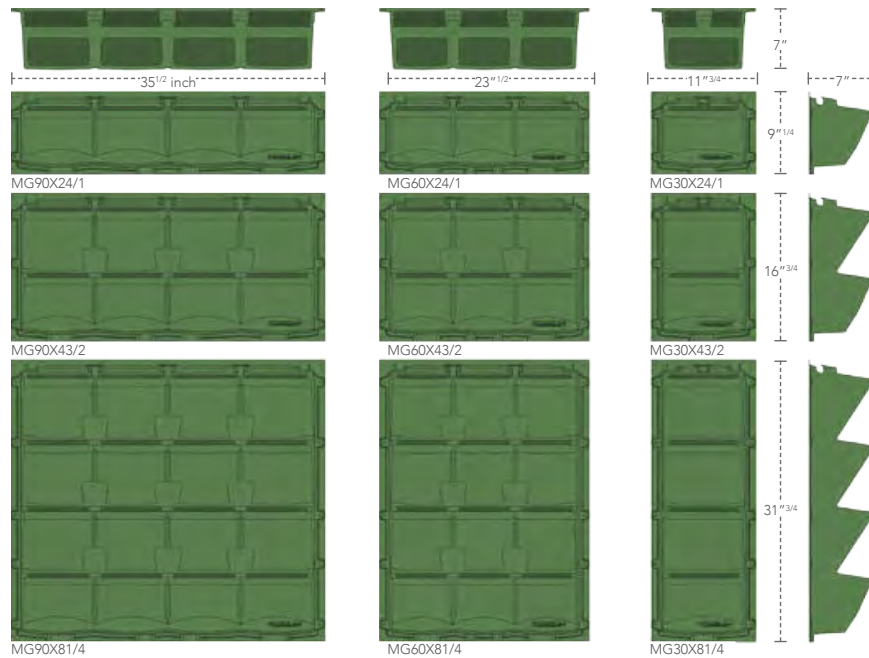 7"
35 1/2 inch
23" 1/2
11" 3/4
7"
9" 1/4
MG90X24/1
MG60X24/1
MG30X24/1
16" 3/4
MG90X43/2
MG60X43/2
MG30X43/2
31" 3/4
MG90X81/4
MG60X81/4
MG30X81/4